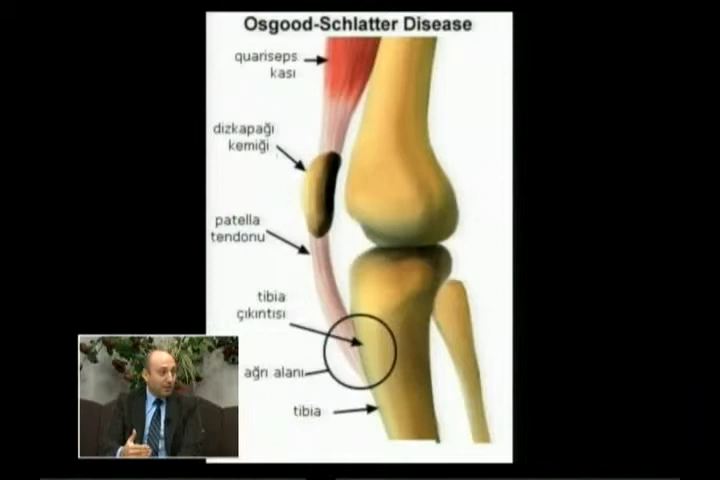 Osgood-Schlatter Disease
quariseps
kası
dizkapağı
kemiği
patella
tendonu
tibia
çıkıntısı
ağrı alanı
tibia